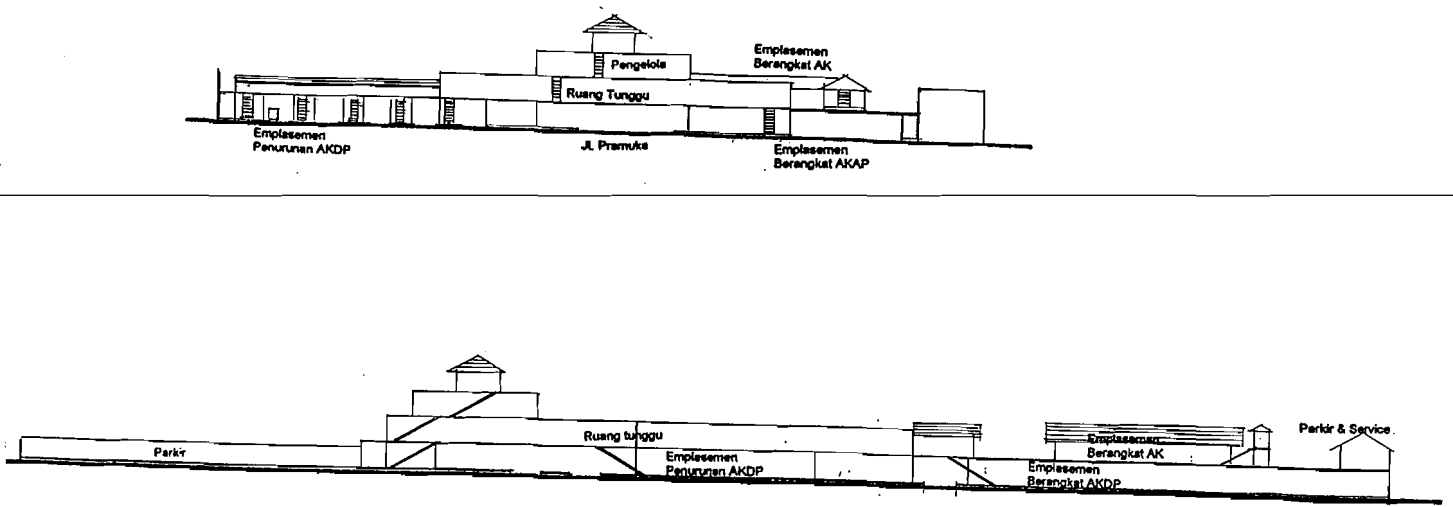 Emplasemen
Berangkat AK
Pengelola
Ruang Tunggu
Emplasemen
Penurunan AKDP
JL Pramuka
Emplasemen
Berangkat AKAP
Parkir & Service
Ruang tunggu
Emplasemen
Berangkat AK
Parkir
Emplasemen
Penurunan AKDP
Emplasemen
Berangkat AKDP